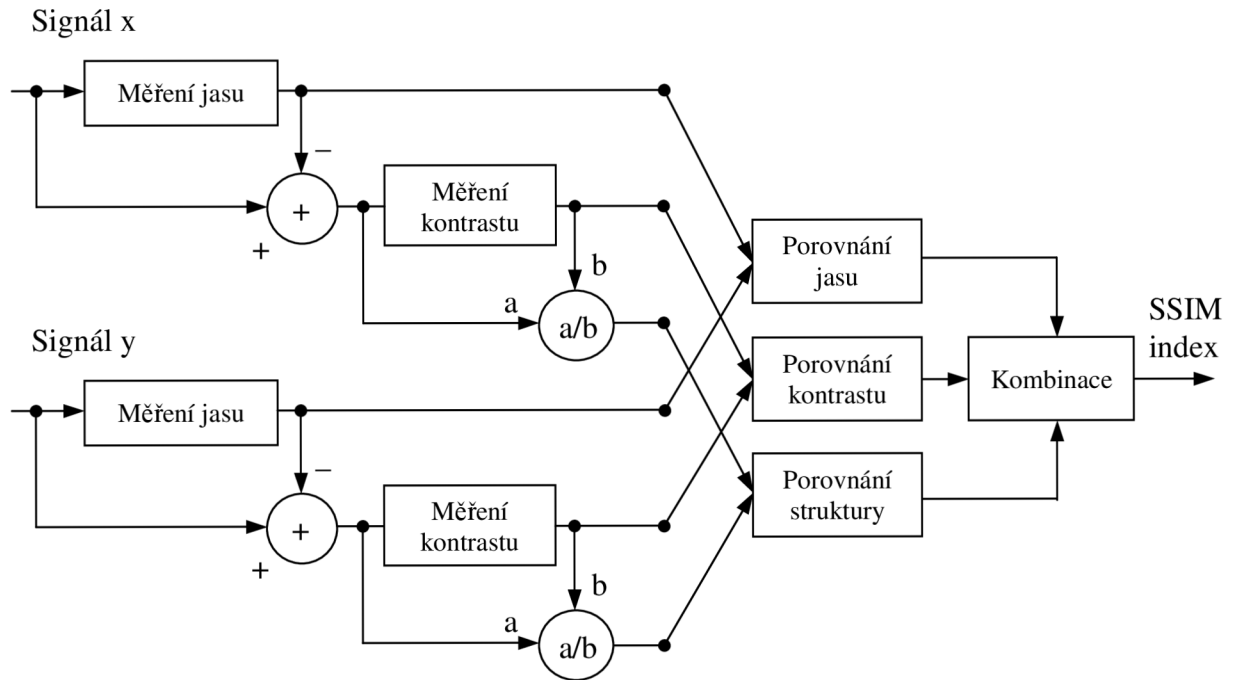 Signál x
Měření jasu
−
+
+
Měření
kontrastu
b
a
a/b
Signál y
Měření jasu
−
+
+
Měření
kontrastu
b
a
a/b
Porovnání
jasu
Porovnání
kontrastu
Porovnání
struktury
Kombinace
SSIM
index